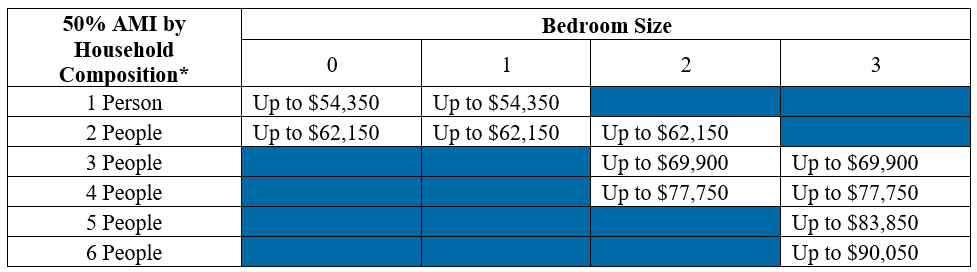 50% AMI by
Household
Composition*
Bedroom Size
0 1 2 3
1 Person Up to $54,350 Up to $54,350
2 People Up to $62,150 Up to $62,150 Up to $62,150
3 People Up to $69,900 Up to $69,900
4 People Up to $77,750 Up to $77,750
5 People Up to $83,850
6 People Up to $90,050